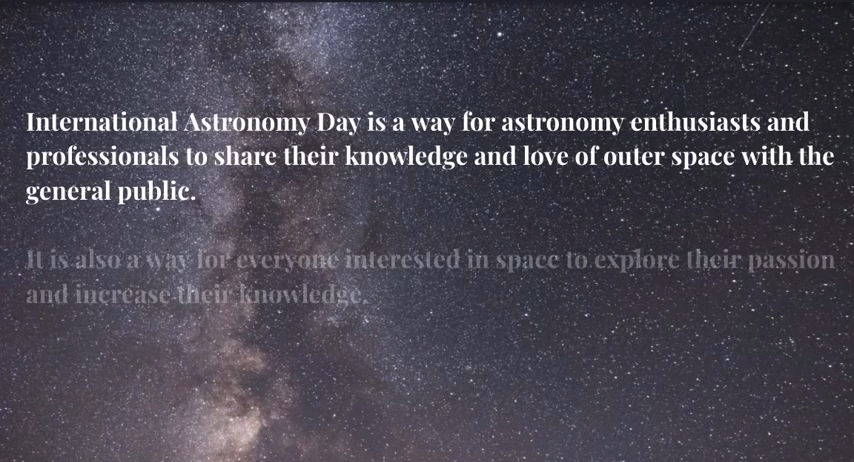 International Astronomy Day is a way for astronomy enthusiasts and
professionals to share their knowledge and love of outer space with the
general public.
It is also a way for everyone interested in space to explore their passion
and increase their knowledge.